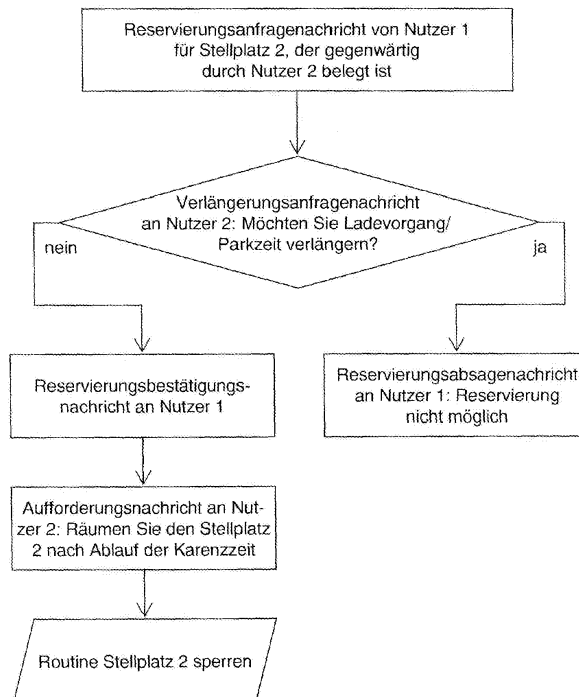 Reservierungsanfragenachricht von Nutzer 1
für Stellplatz 2, der gegenwärtig
durch Nutzer 2 belegt ist
Verlängerungsanfragenachricht
an Nutzer 2: Möchten Sie Ladevorgang/
Parkzeit verlängern?
nein
ja
Reservierungsbestätigungs-
nachricht an Nutzer 1
Reservierungsabsagenachricht
an Nutzer 1: Reservierung
nicht möglich
Aufforderungsnachricht an Nut-
zer 2: Räumen Sie den Stellplatz
2 nach Ablauf der Karenzzeit
Routine Stellplatz 2 sperren